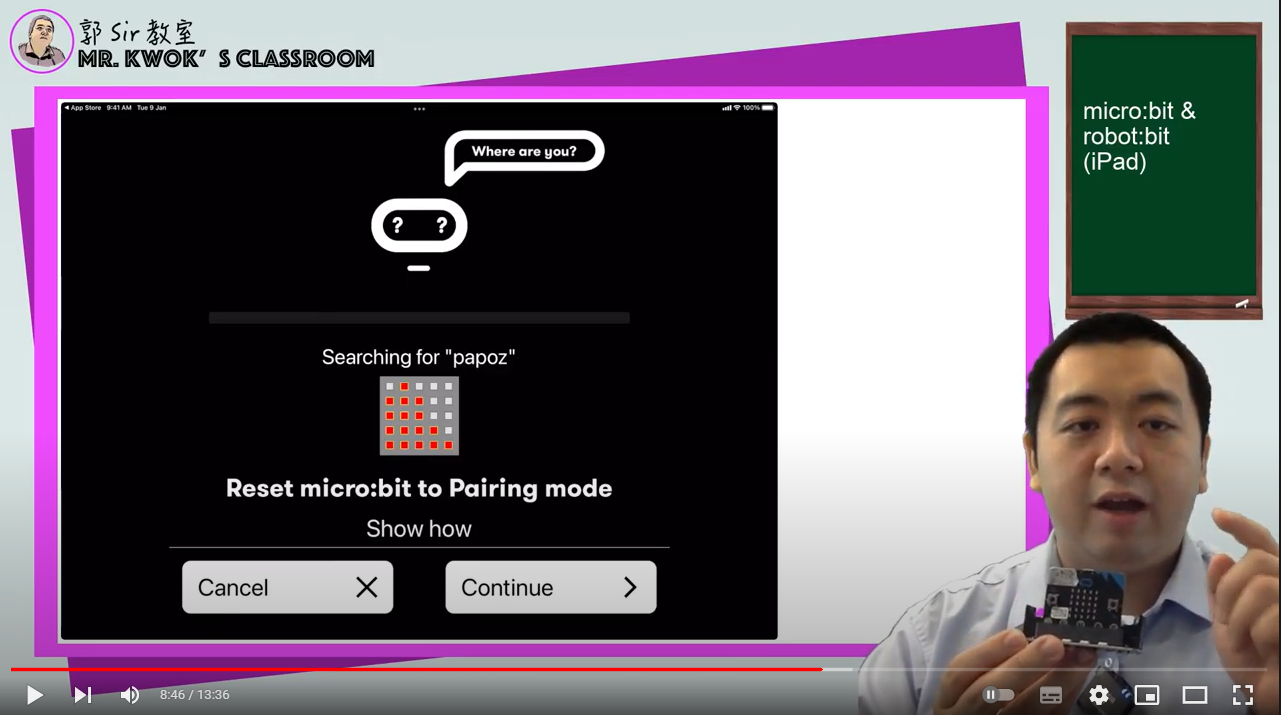 郭 Sir 教室
MR. KWOK'S CLASSROOM
App Store 9:41 AM Tue 9 Jan
100%
Where are you?
? ?
Searching for "papoz"
Reset micro:bit to Pairing mode
Show how
Cancel
Continue
micro:bit &
robot:bit
(iPad)
8:46 / 13:36